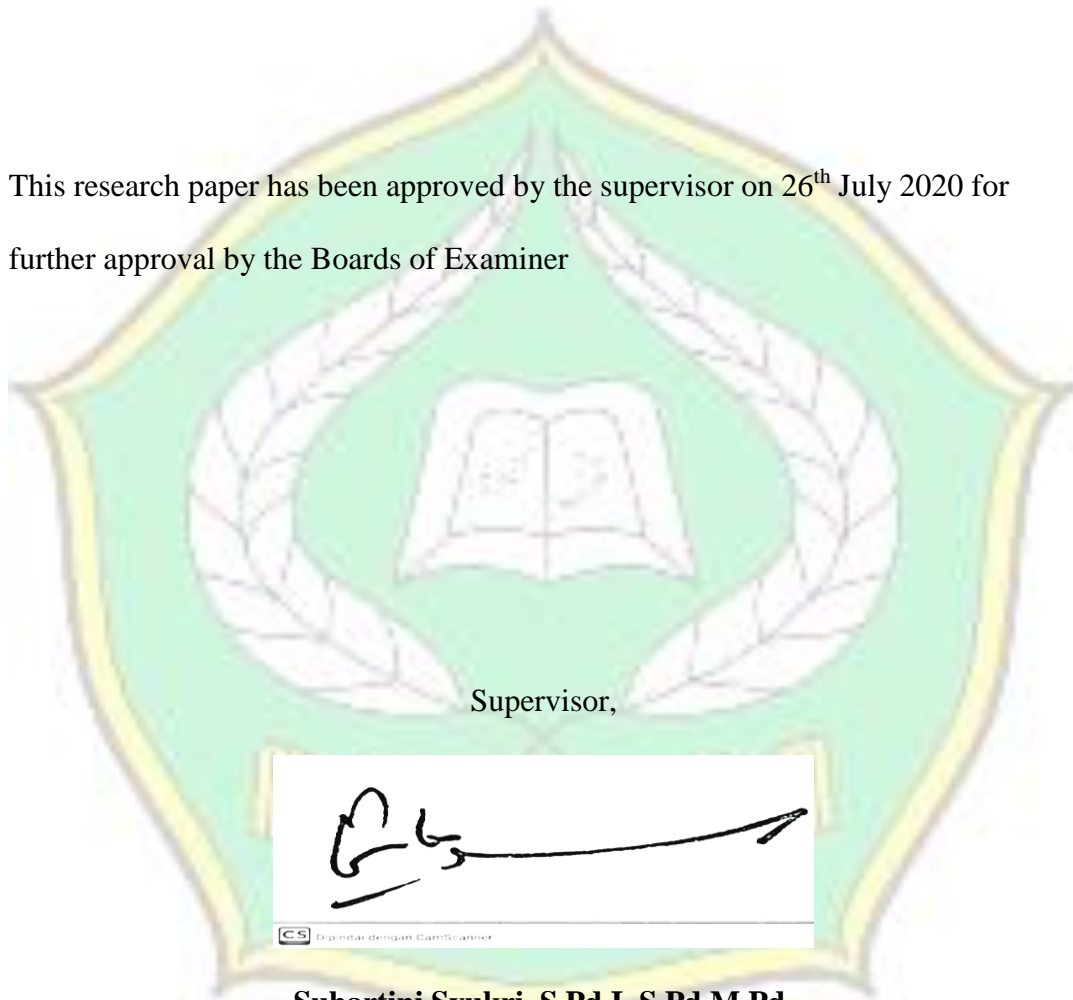 This research paper has been approved by the supervisor on 26th July 2020 for
further approval by the Boards of Examiner
Supervisor,
CS Dipindai dengan CamScanner
Suhartini Syukri, S.Pd.I, S.Pd,M.Pd